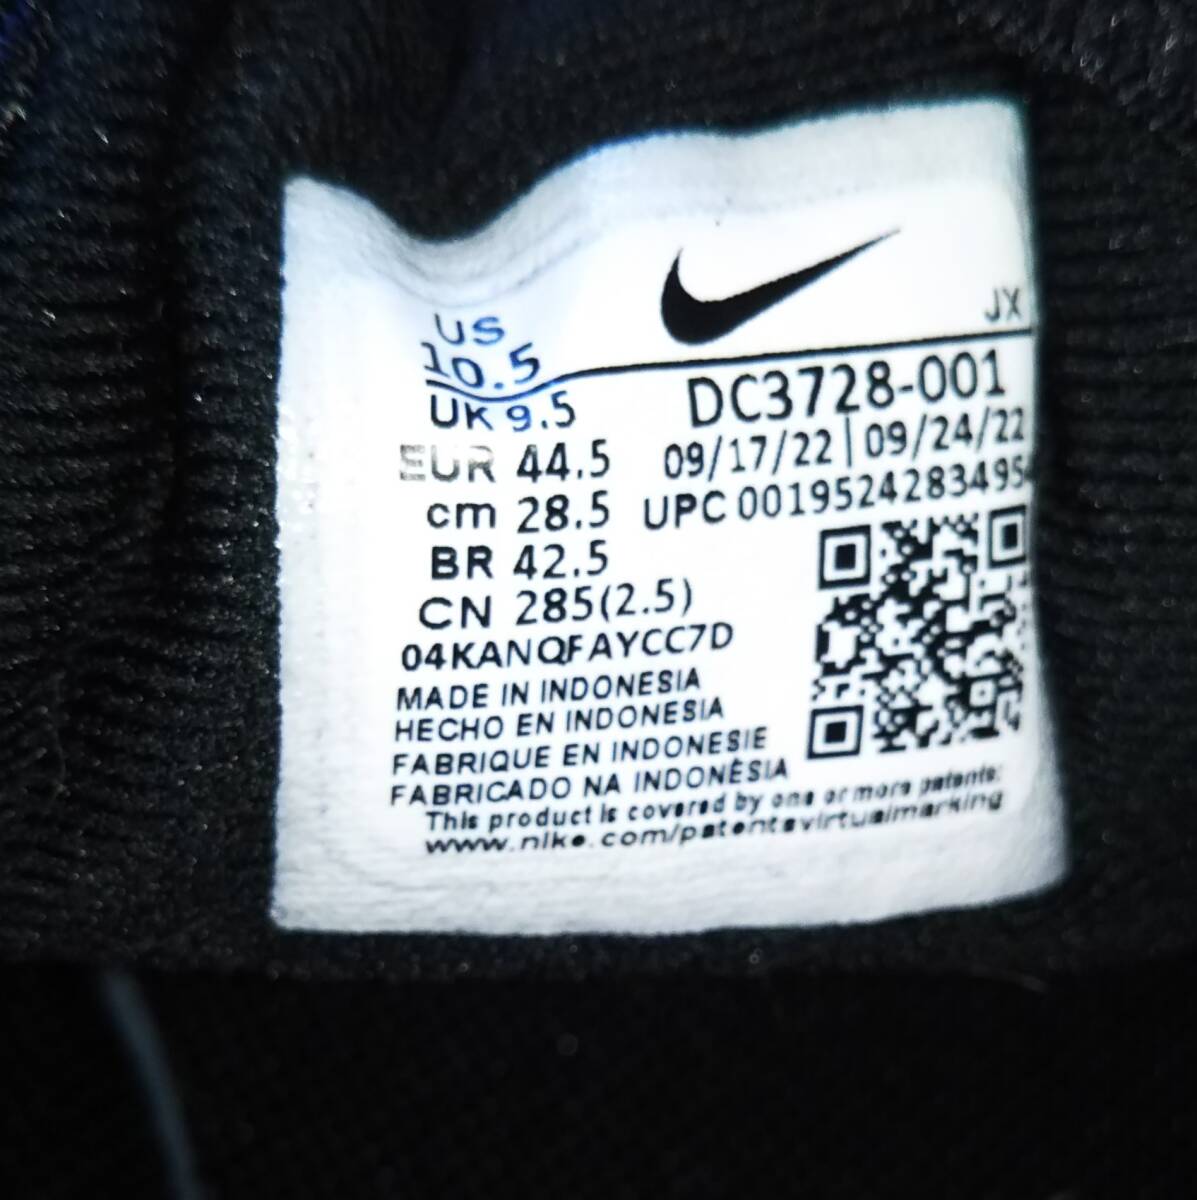 JX
US
10.5
UK 9.5
DC3728-001
EUR 44.5
09/17/22 | 09/24/22
cm 28.5
UPC 00195242834954
BR 42.5
CN 285(2.5)
04KANQFAYCC7D
MADE IN INDONESIA
HECHO EN INDONESIA
FABRIQUE EN INDONESIE
FABRICADO NA INDONÉSIA
This product is covered by one or more patents:
www.nike.com/patentsvirtualmarking